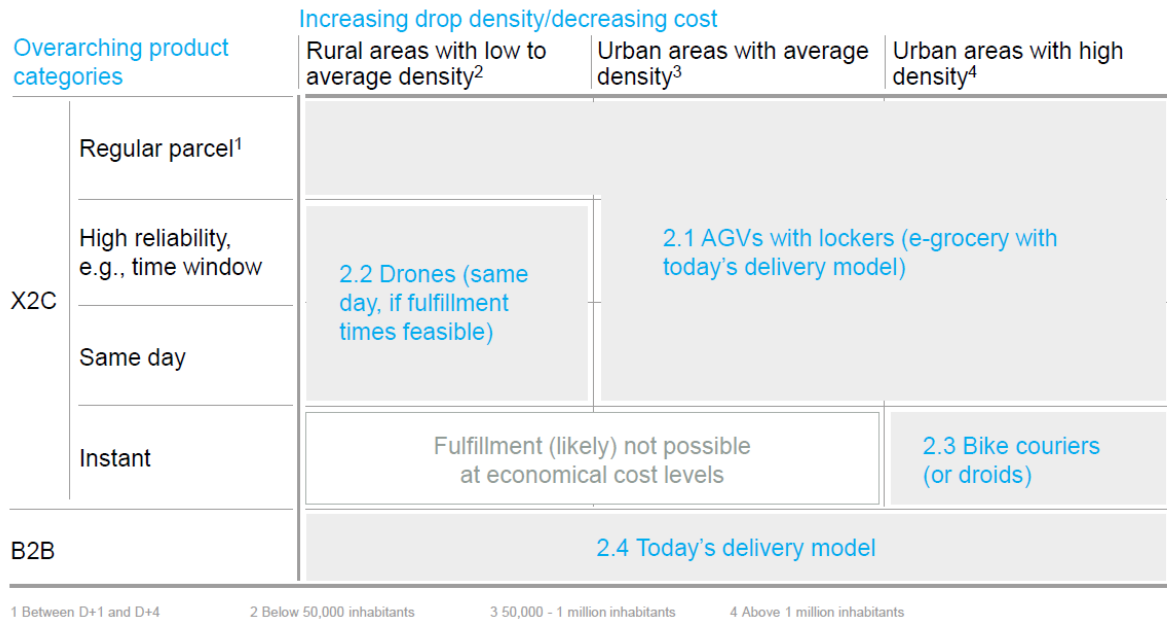 Increasing drop density/decreasing cost
Overarching product
categories
Rural areas with low to
average density²
Urban areas with average
density³
Urban areas with high
density⁴
X2C
Regular parcel¹
High reliability,
e.g., time window
Same day
Instant
2.1 AGVs with lockers (e-grocery with
today's delivery model)
2.2 Drones (same
day, if fulfillment
times feasible)
Fulfillment (likely) not possible
at economical cost levels
2.3 Bike couriers
(or droids)
B2B
2.4 Today's delivery model
1 Between D+1 and D+4
2 Below 50,000 inhabitants
3 50,000 - 1 million inhabitants
4 Above 1 million inhabitants